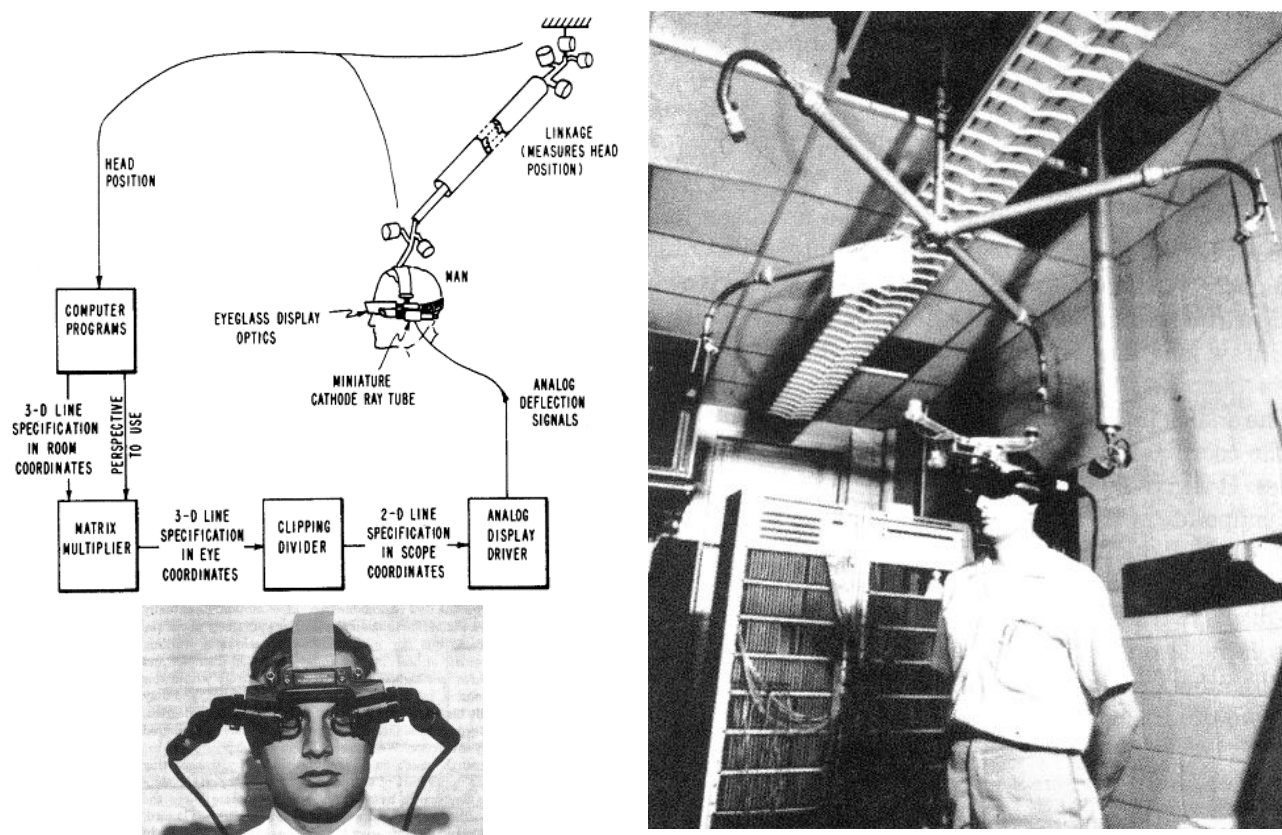 LINKAGE
(MEASURES HEAD
POSITION)
HEAD
POSITION
MAN
COMPUTER
PROGRAMS
EYEGLASS DISPLAY
OPTICS
MINIATURE
CATHODE RAY TUBE
ANALOG
DEFLECTION
SIGNALS
3-D LINE
SPECIFICATION
IN ROOM
COORDINATES
PERSPECTIVE
TO USE
MATRIX
MULTIPLIER
3-D LINE
SPECIFICATION
IN EYE
COORDINATES
CLIPPING
DIVIDER
2-D LINE
SPECIFICATION
IN SCOPE
COORDINATES
ANALOG
DISPLAY
DRIVER